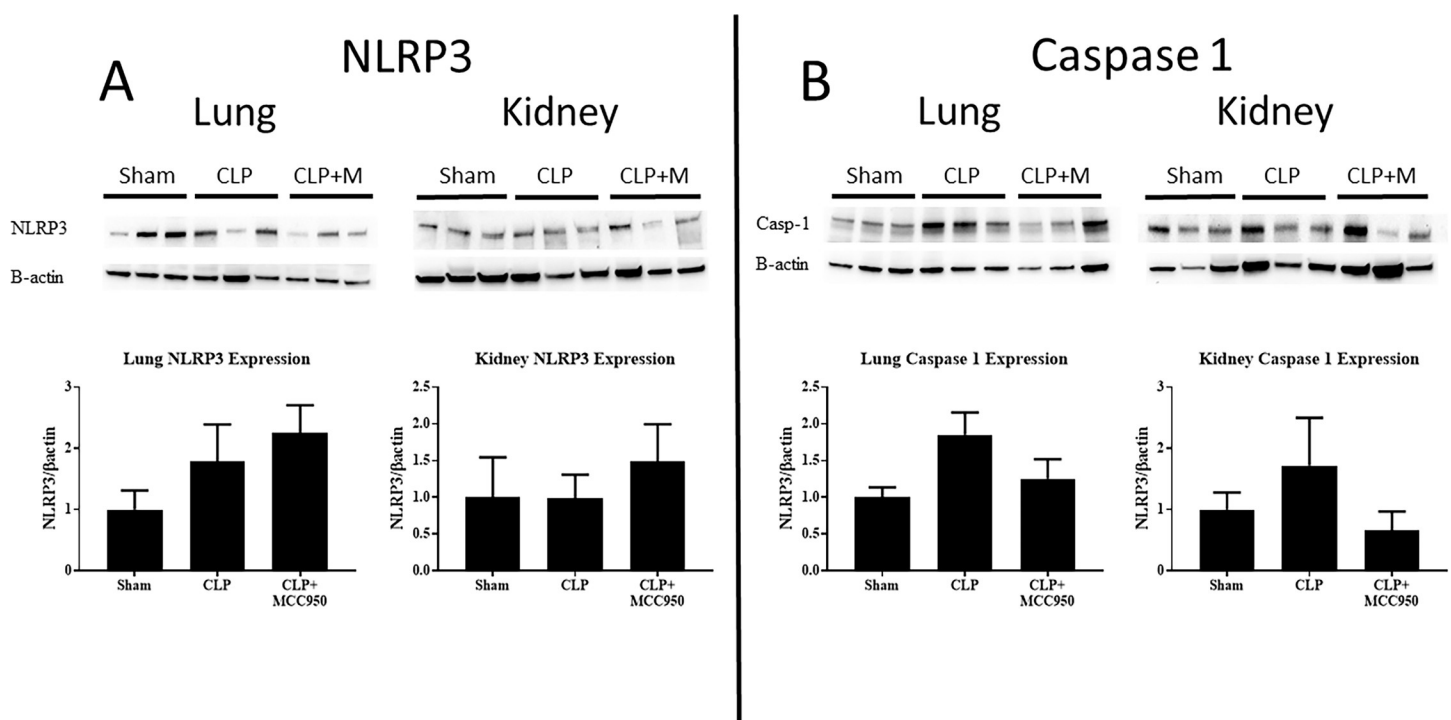 A
NLRP3
Lung
Kidney
Sham CLP CLP+M
Sham CLP CLP+M
NLRP3
B-actin
Lung NLRP3 Expression
NLRP3/βactin
3
2
1
0
Sham
CLP
CLP+
MCC950
Kidney NLRP3 Expression
NLRP3/βactin
2.5
2.0
1.5
1.0
0.5
0.0
Sham
CLP
CLP+
MCC950
B
Caspase 1
Lung
Kidney
Sham CLP CLP+M
Sham CLP CLP+M
Casp-1
B-actin
Lung Caspase 1 Expression
NLRP3/βactin
2.5
2.0
1.5
1.0
0.5
0.0
Sham
CLP
CLP+
MCC950
Kidney Caspase 1 Expression
NLRP3/βactin
3
2
1
0
Sham
CLP
CLP+
MCC950